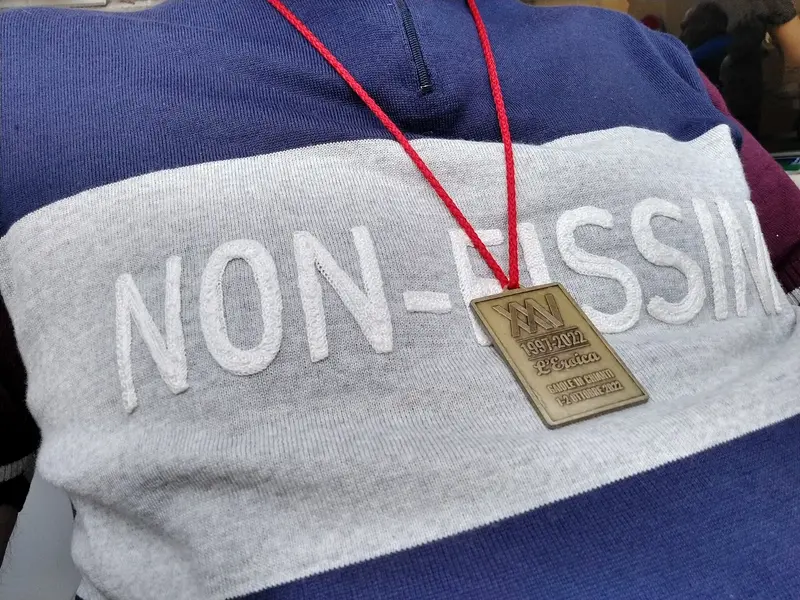 NON-FISSIN
XXV
1997-2022
L'Eroica
GAIOLE IN CHIANTI
1-2 OTTOBRE 2022